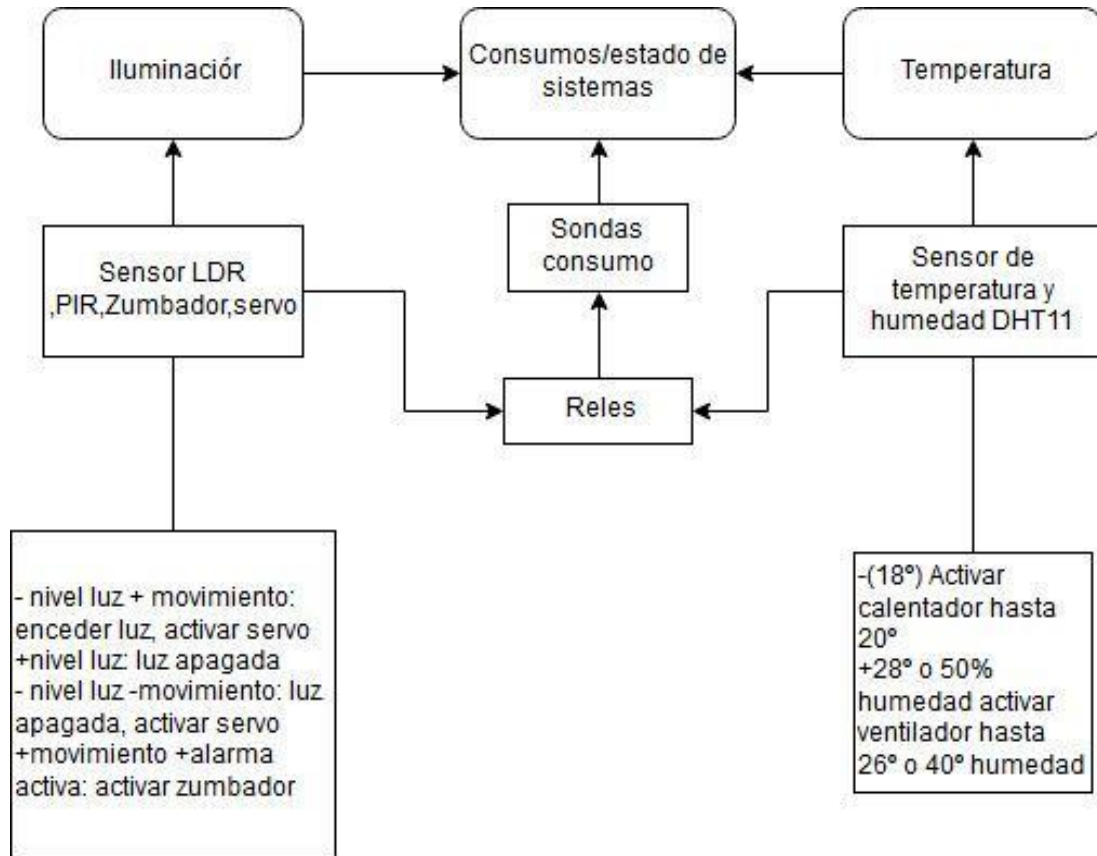 Iluminaciór
Consumos/estado de
sistemas
Temperatura
Sensor LDR
,PIR,Zumbador,servo
Sondas
consumo
Sensor de
temperatura y
humedad DHT11
Reles
- nivel luz + movimiento:
enceder luz, activar servo
+nivel luz: luz apagada
- nivel luz -movimiento: luz
apagada, activar servo
+movimiento +alarma
activa: activar zumbador
-(18º) Activar
calentador hasta
20º
+28º o 50%
humedad activar
ventilador hasta
26º o 40º humedad